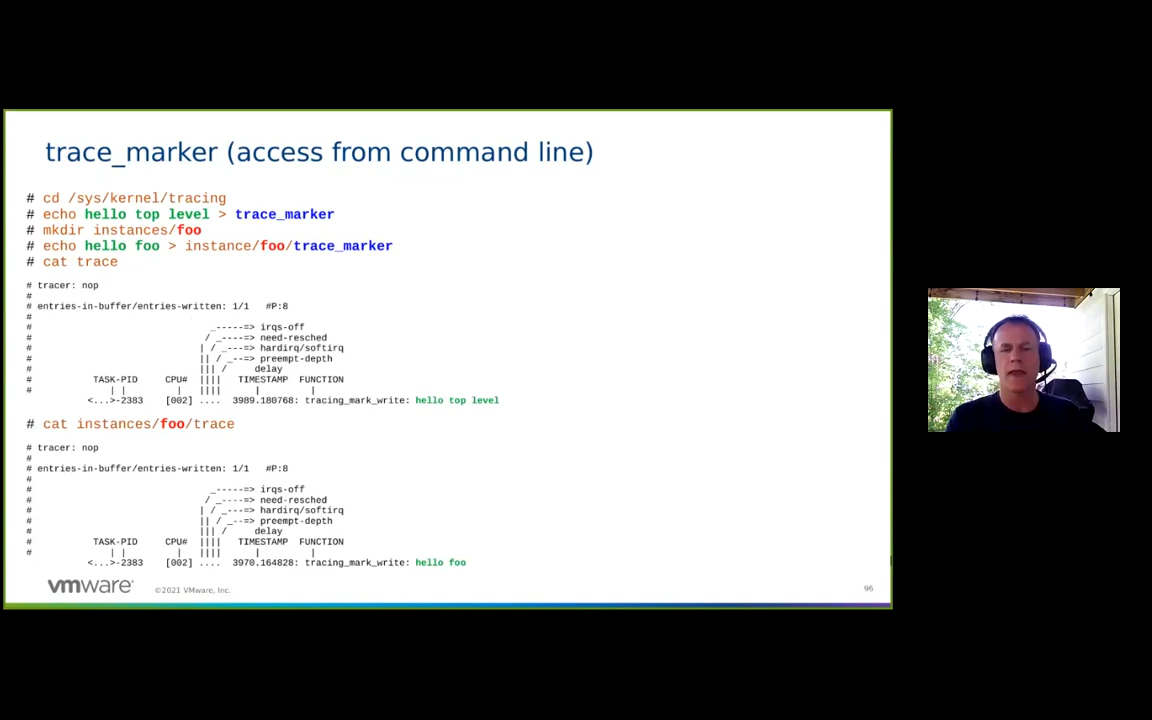 trace_marker (access from command line)
# cd /sys/kernel/tracing
# echo hello top level > trace_marker
# mkdir instances/foo
# echo hello foo > instance/foo/trace_marker
# cat trace
# tracer: nop
#
# entries-in-buffer/entries-written: 1/1   #P:8
#
#                                _-----=> irqs-off
#                               / _----=> need-resched
#                              | / _---=> hardirq/softirq
#                              || / _--=> preempt-depth
#                              ||| /     delay
#           TASK-PID     CPU#  ||||   TIMESTAMP  FUNCTION
#              | |         |   ||||      |         |
           <...>-2383    [002] ....  3989.180768: tracing_mark_write: hello top level
# cat instances/foo/trace
# tracer: nop
#
# entries-in-buffer/entries-written: 1/1   #P:8
#
#                                _-----=> irqs-off
#                               / _----=> need-resched
#                              | / _---=> hardirq/softirq
#                              || / _--=> preempt-depth
#                              ||| /     delay
#           TASK-PID     CPU#  ||||   TIMESTAMP  FUNCTION
#              | |         |   ||||      |         |
           <...>-2383    [002] ....  3970.164828: tracing_mark_write: hello foo
vmware®
©2021 VMware, Inc.
96